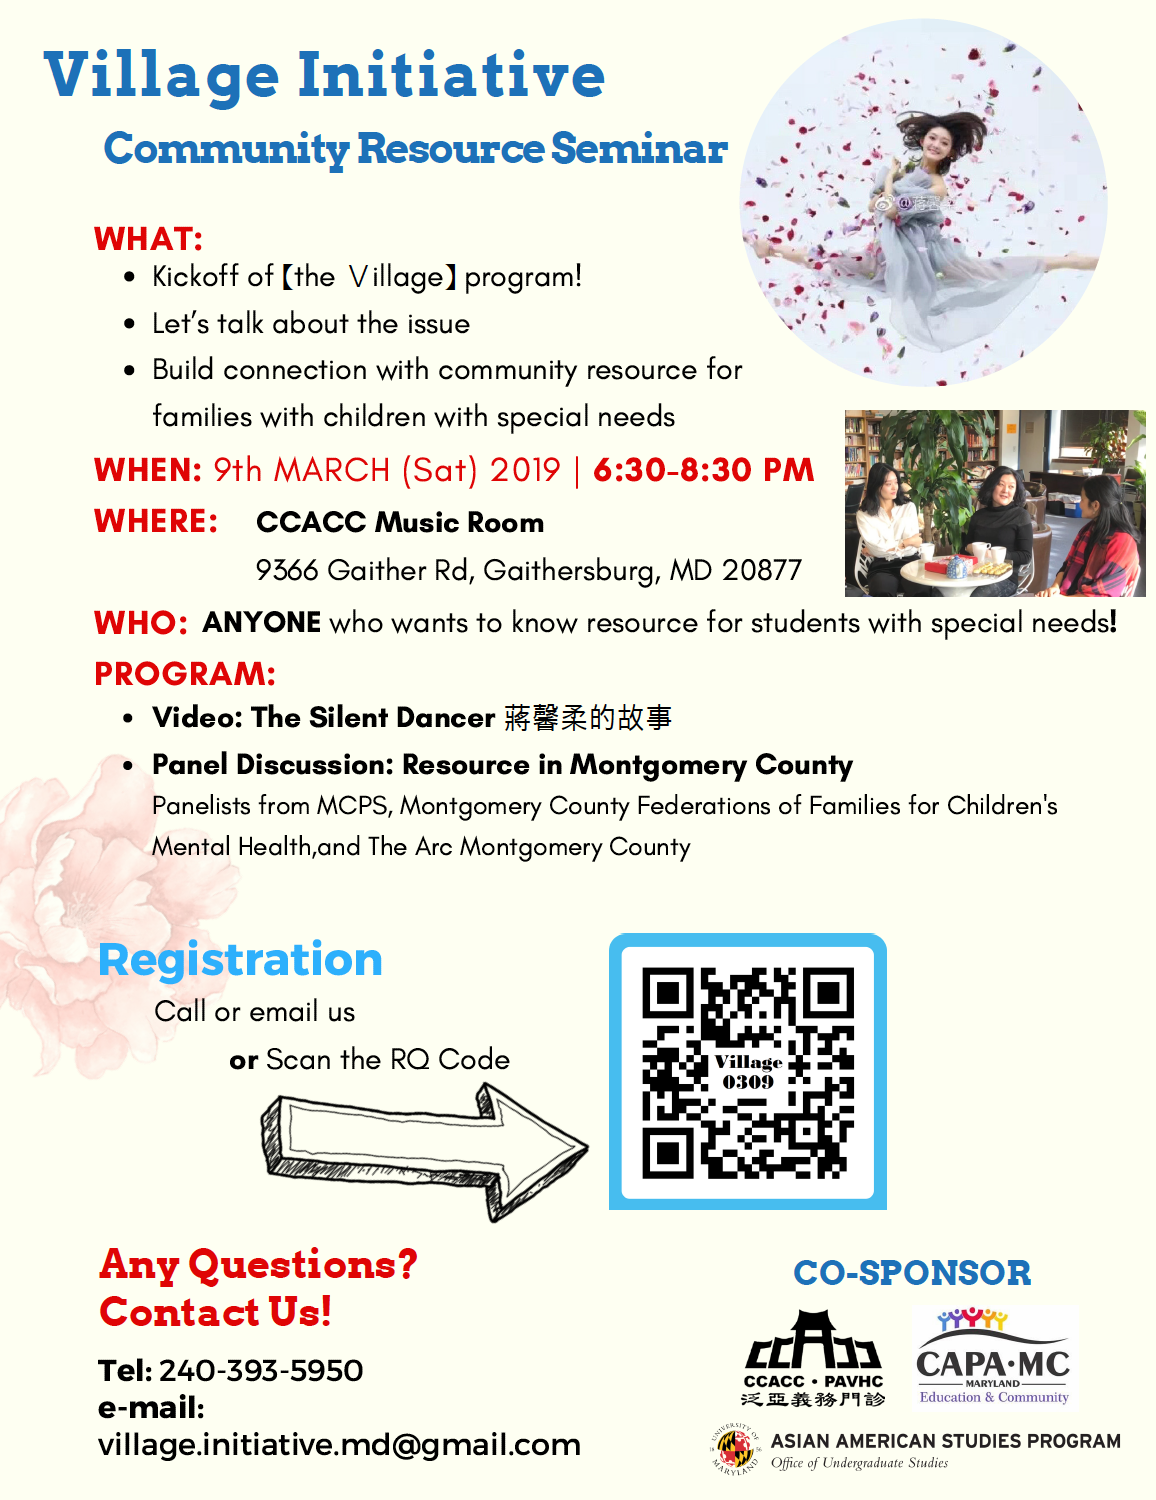 Village Initiative
Community Resource Seminar
WHAT:
• Kickoff of【the Village】program!
• Let's talk about the issue
• Build connection with community resource for
families with children with special needs
WHEN: 9th MARCH (Sat) 2019 | 6:30-8:30 PM
WHERE: CCACC Music Room
9366 Gaither Rd, Gaithersburg, MD 20877
WHO: ANYONE who wants to know resource for students with special needs!
PROGRAM:
• Video: The Silent Dancer 蔣馨柔的故事
• Panel Discussion: Resource in Montgomery County
Panelists from MCPS, Montgomery County Federations of Families for Children's
Mental Health,and The Arc Montgomery County
Registration
Call or email us
or Scan the RQ Code
Village
0309
Any Questions?
Contact Us!
Tel: 240-393-5950
e-mail:
village.initiative.md@gmail.com
CO-SPONSOR
CCACC • PAVHC
泛亞義務門診
CAPA•MC
MARYLAND
Education & Community
UNIVERSITY OF
MARYLAND
18 56
ASIAN AMERICAN STUDIES PROGRAM
Office of Undergraduate Studies